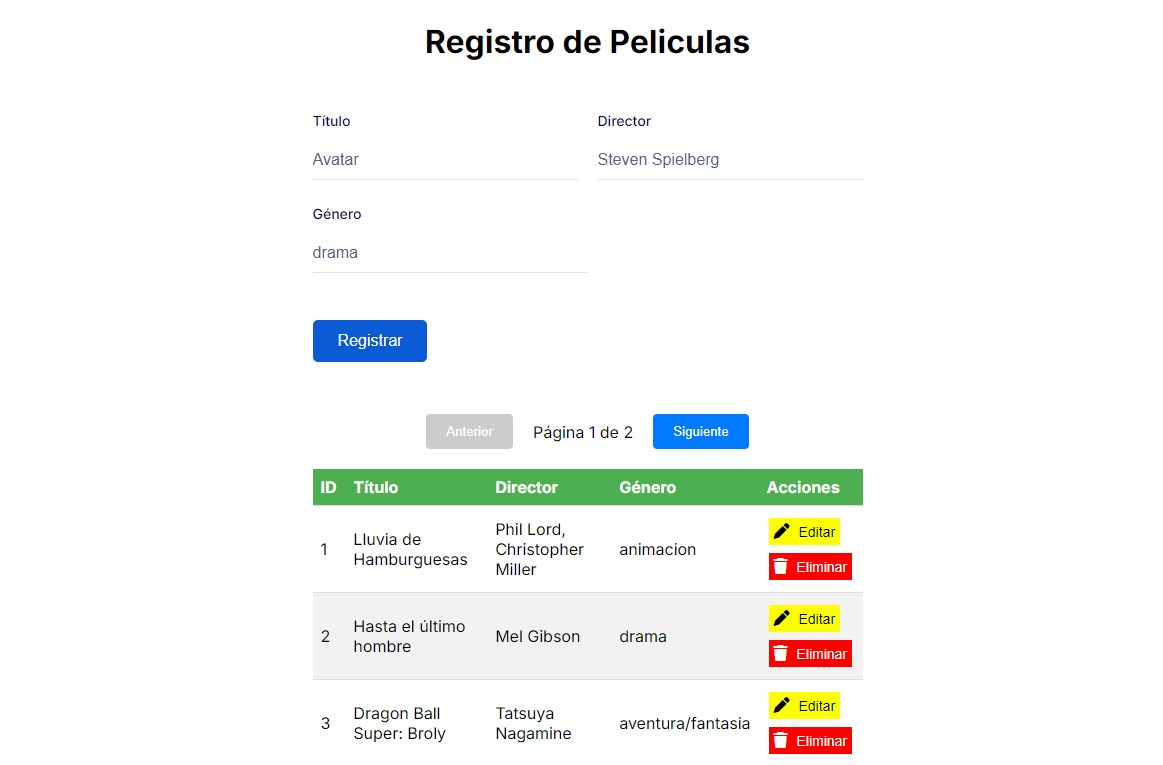 Registro de Peliculas
Título
Director
Avatar
Steven Spielberg
Género
drama
Registrar
Anterior
Página 1 de 2
Siguiente
ID Título Director Género Acciones
1 Lluvia de Hamburguesas Phil Lord, Christopher Miller animacion Editar Eliminar
2 Hasta el último hombre Mel Gibson drama Editar Eliminar
3 Dragon Ball Super: Broly Tatsuya Nagamine aventura/fantasia Editar Eliminar